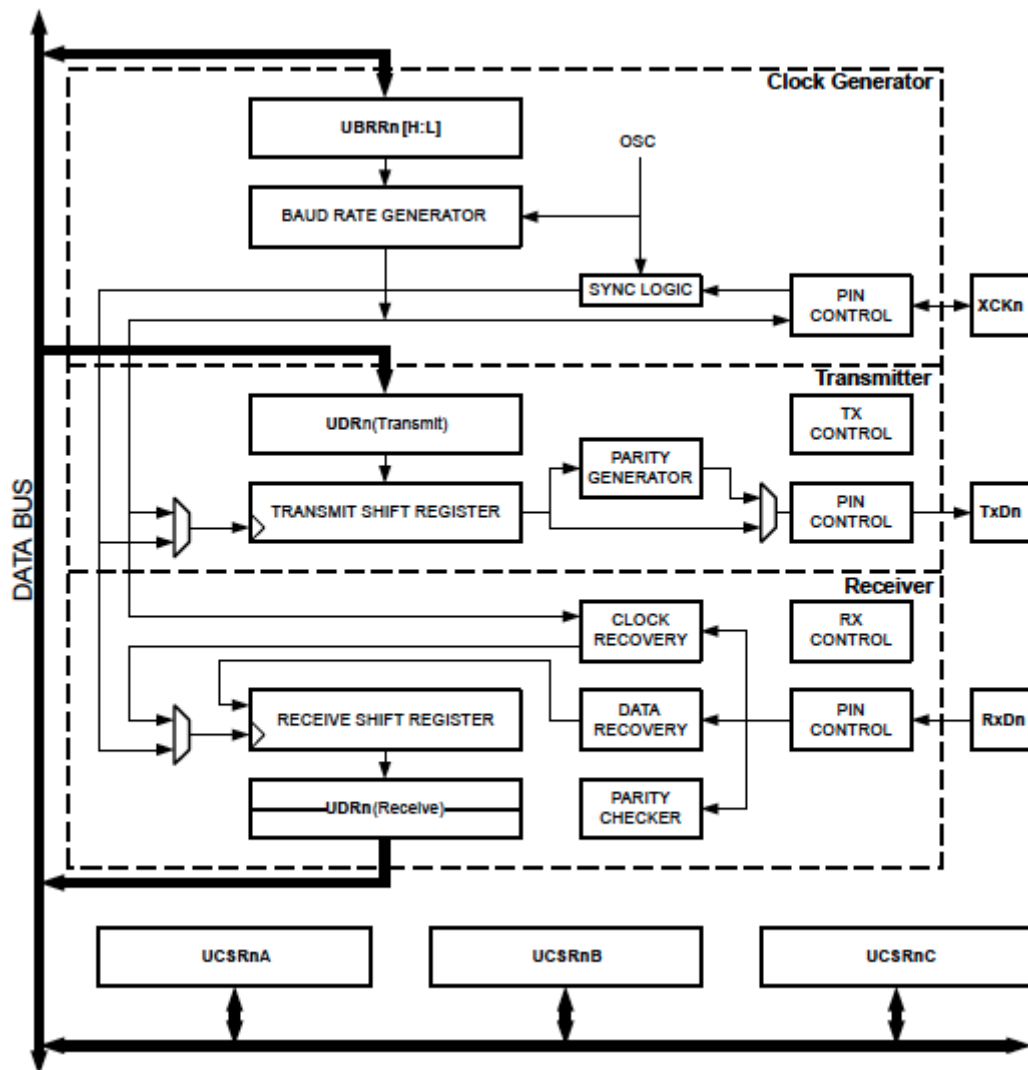 Clock Generator
UBRRn [H:L]
OSC
BAUD RATE GENERATOR
SYNC LOGIC
PIN
CONTROL
XCKn
Transmitter
UDRn(Transmit)
TX
CONTROL
PARITY
GENERATOR
TRANSMIT SHIFT REGISTER
PIN
CONTROL
TxDn
DATA BUS
Receiver
CLOCK
RECOVERY
RX
CONTROL
RECEIVE SHIFT REGISTER
DATA
RECOVERY
PIN
CONTROL
RxDn
UDRn(Receive)
PARITY
CHECKER
UCSRnA
UCSRnB
UCSRnC